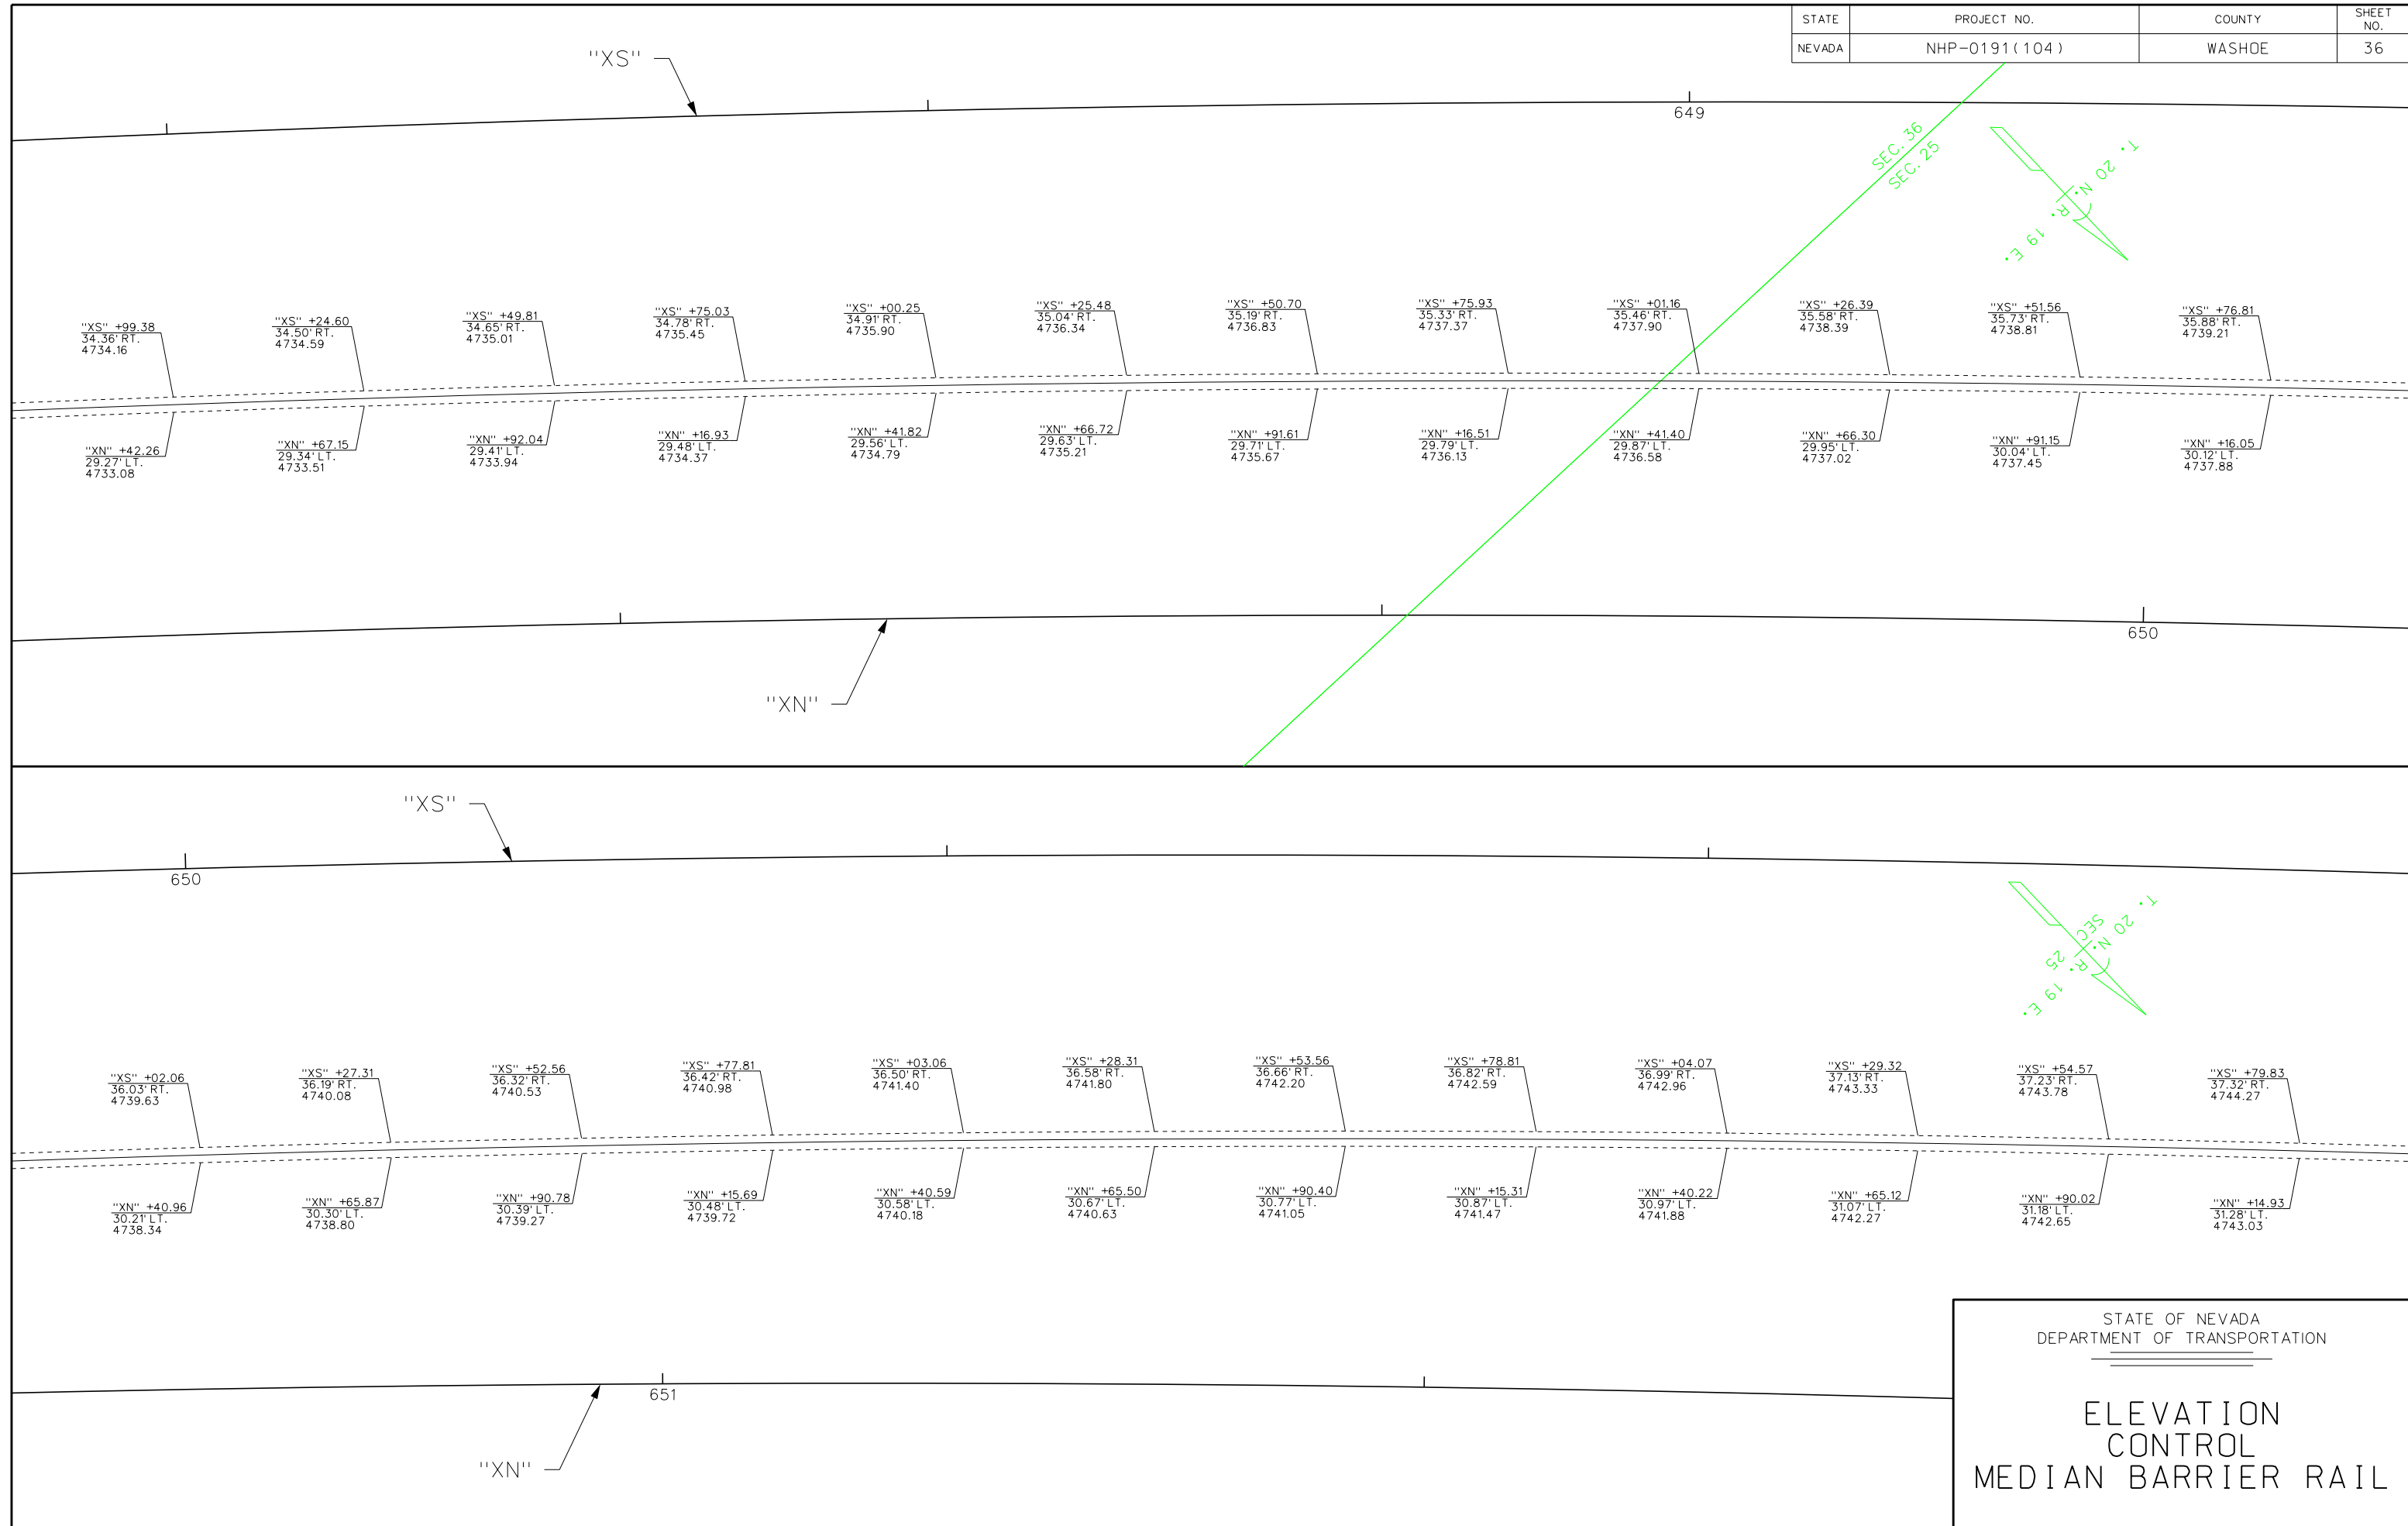 STATE PROJECT NO. COUNTY SHEET NO.
NEVADA NHP-0191(104) WASHOE 36
"XS"
649
SEC. 36
SEC. 25
T. 20 N.
R. 19 E.
"XS" +99.38
34.36' RT.
4734.16
"XS" +24.60
34.50' RT.
4734.59
"XS" +49.81
34.65' RT.
4735.01
"XS" +75.03
34.78' RT.
4735.45
"XS" +00.25
34.91' RT.
4735.90
"XS" +25.48
35.04' RT.
4736.34
"XS" +50.70
35.19' RT.
4736.83
"XS" +75.93
35.33' RT.
4737.37
"XS" +01.16
35.46' RT.
4737.90
"XS" +26.39
35.58' RT.
4738.39
"XS" +51.56
35.73' RT.
4738.81
"XS" +76.81
35.88' RT.
4739.21
"XN" +42.26
29.27' LT.
4733.08
"XN" +67.15
29.34' LT.
4733.51
"XN" +92.04
29.41' LT.
4733.94
"XN" +16.93
29.48' LT.
4734.37
"XN" +41.82
29.56' LT.
4734.79
"XN" +66.72
29.63' LT.
4735.21
"XN" +91.61
29.71' LT.
4735.67
"XN" +16.51
29.79' LT.
4736.13
"XN" +41.40
29.87' LT.
4736.58
"XN" +66.30
29.95' LT.
4737.02
"XN" +91.15
30.04' LT.
4737.45
"XN" +16.05
30.12' LT.
4737.88
650
"XN"
"XS"
650
T. 20 N.
SEC 25
R. 19 E.
"XS" +02.06
36.03' RT.
4739.63
"XS" +27.31
36.19' RT.
4740.08
"XS" +52.56
36.32' RT.
4740.53
"XS" +77.81
36.42' RT.
4740.98
"XS" +03.06
36.50' RT.
4741.40
"XS" +28.31
36.58' RT.
4741.80
"XS" +53.56
36.66' RT.
4742.20
"XS" +78.81
36.82' RT.
4742.59
"XS" +04.07
36.99' RT.
4742.96
"XS" +29.32
37.13' RT.
4743.33
"XS" +54.57
37.23' RT.
4743.78
"XS" +79.83
37.32' RT.
4744.27
"XN" +40.96
30.21' LT.
4738.34
"XN" +65.87
30.30' LT.
4738.80
"XN" +90.78
30.39' LT.
4739.27
"XN" +15.69
30.48' LT.
4739.72
"XN" +40.59
30.58' LT.
4740.18
"XN" +65.50
30.67' LT.
4740.63
"XN" +90.40
30.77' LT.
4741.05
"XN" +15.31
30.87' LT.
4741.47
"XN" +40.22
30.97' LT.
4741.88
"XN" +65.12
31.07' LT.
4742.27
"XN" +90.02
31.18' LT.
4742.65
"XN" +14.93
31.28' LT.
4743.03
651
"XN"
STATE OF NEVADA
DEPARTMENT OF TRANSPORTATION
ELEVATION
CONTROL
MEDIAN BARRIER RAIL